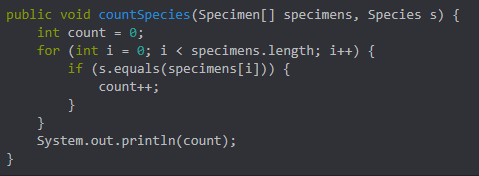 public void countSpecies(Specimen[] specimens, Species s) {
    int count = 0;
    for (int i = 0; i < specimens.length; i++) {
        if (s.equals(specimens[i])) {
            count++;
        }
    }
    System.out.println(count);
}